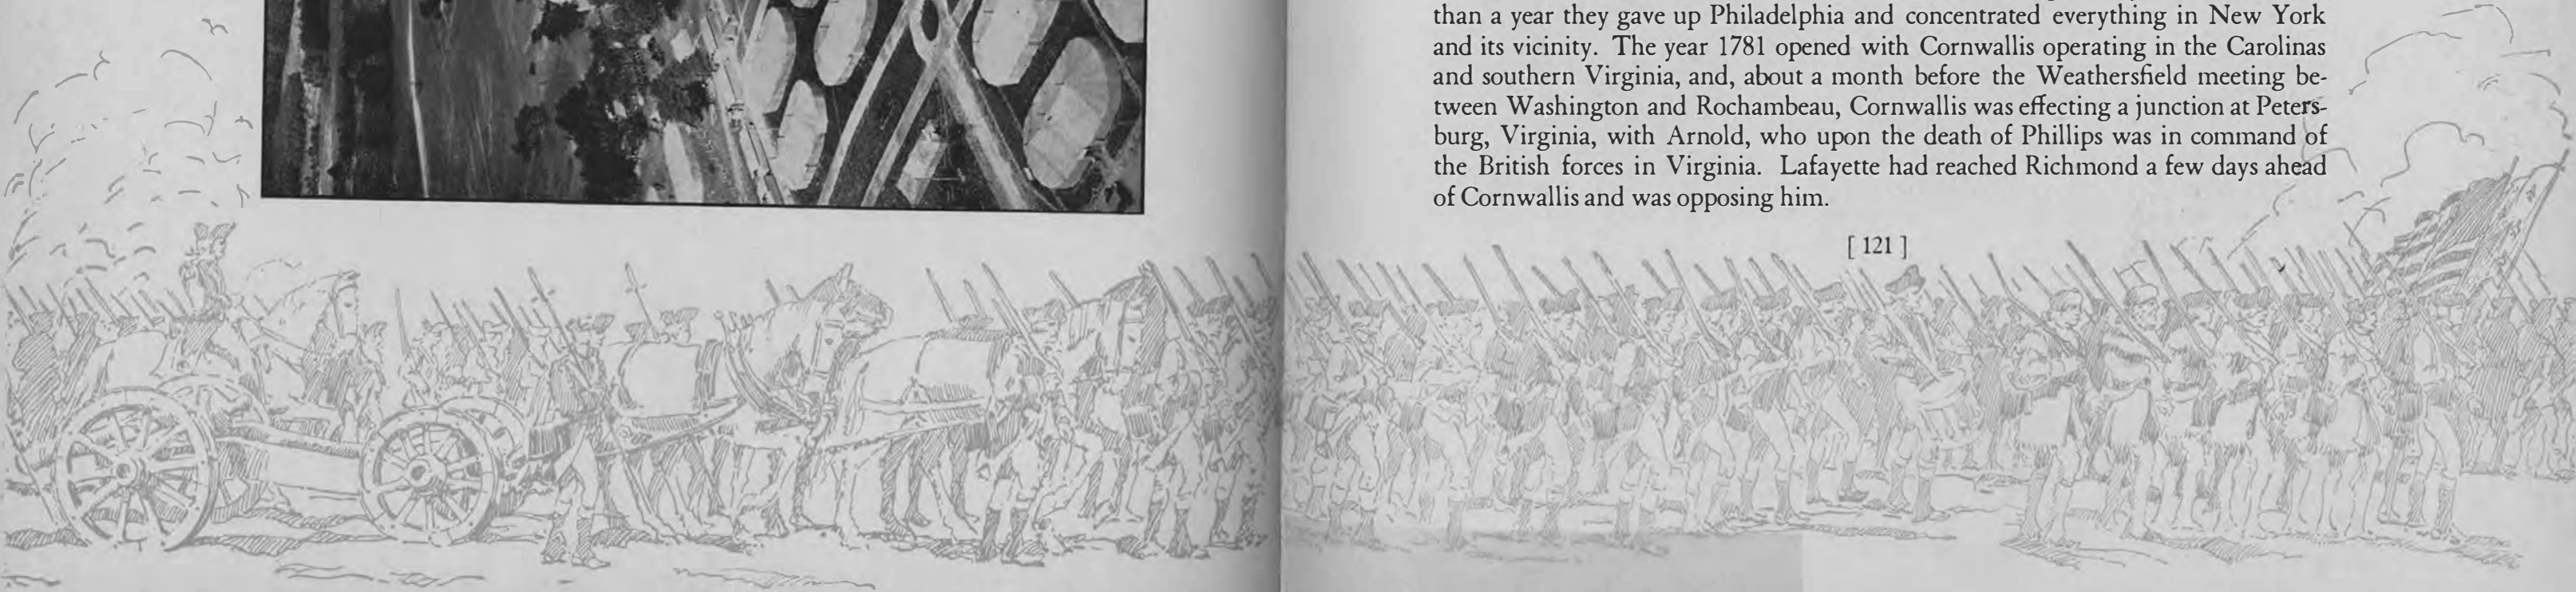 than a year they gave up Philadelphia and concentrated everything in New York
and its vicinity. The year 1781 opened with Cornwallis operating in the Carolinas
and southern Virginia, and, about a month before the Weathersfield meeting be-
tween Washington and Rochambeau, Cornwallis was effecting a junction at Peters-
burg, Virginia, with Arnold, who upon the death of Phillips was in command of
the British forces in Virginia. Lafayette had reached Richmond a few days ahead
of Cornwallis and was opposing him.
[ 121 ]